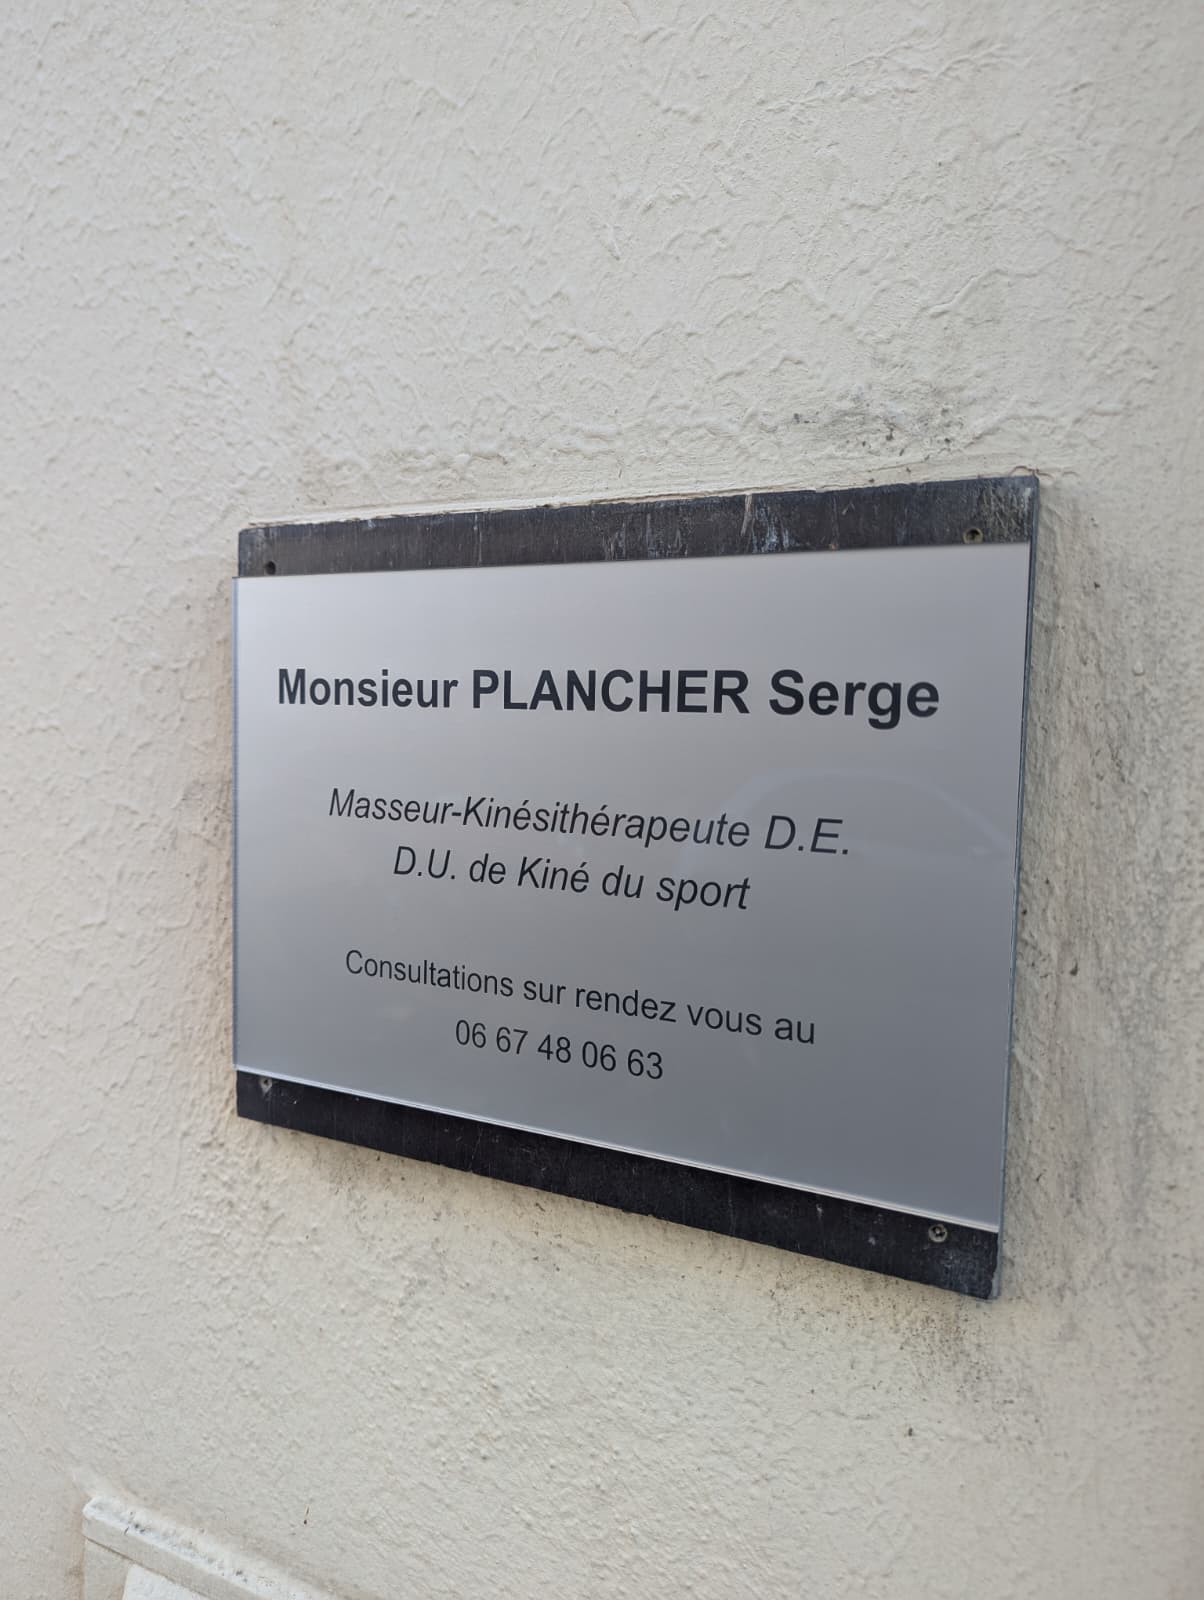 Monsieur PLANCHER Serge
Masseur-Kinésithérapeute D.E.
D.U. de Kiné du sport
Consultations sur rendez vous au
06 67 48 06 63